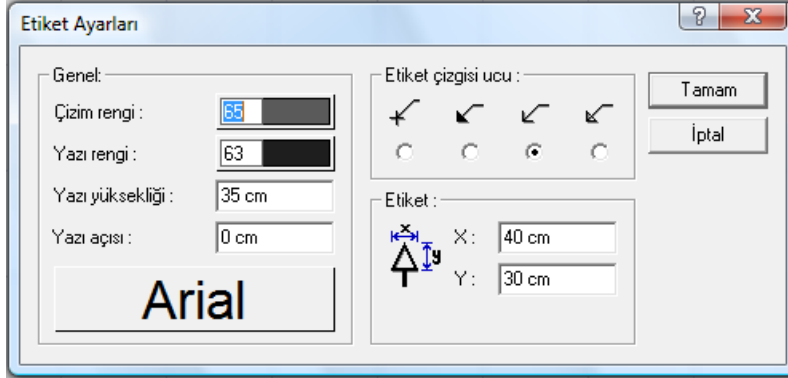 Etiket Ayarları
Genel:
Çizim rengi :
65
Yazı rengi :
63
Yazı yüksekliği :
35 cm
Yazı açısı :
0 cm
Arial
Etiket çizgisi ucu :
Etiket :
x
y
X :
40 cm
Y :
30 cm
Tamam
İptal